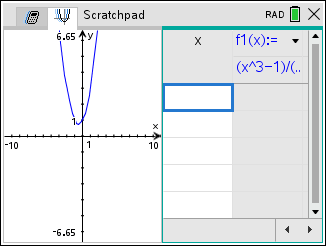 Scratchpad
RAD
6.65 y
1
x
-10
1
10
-6.65
x
f1(x):=
(x^3-1)/(..